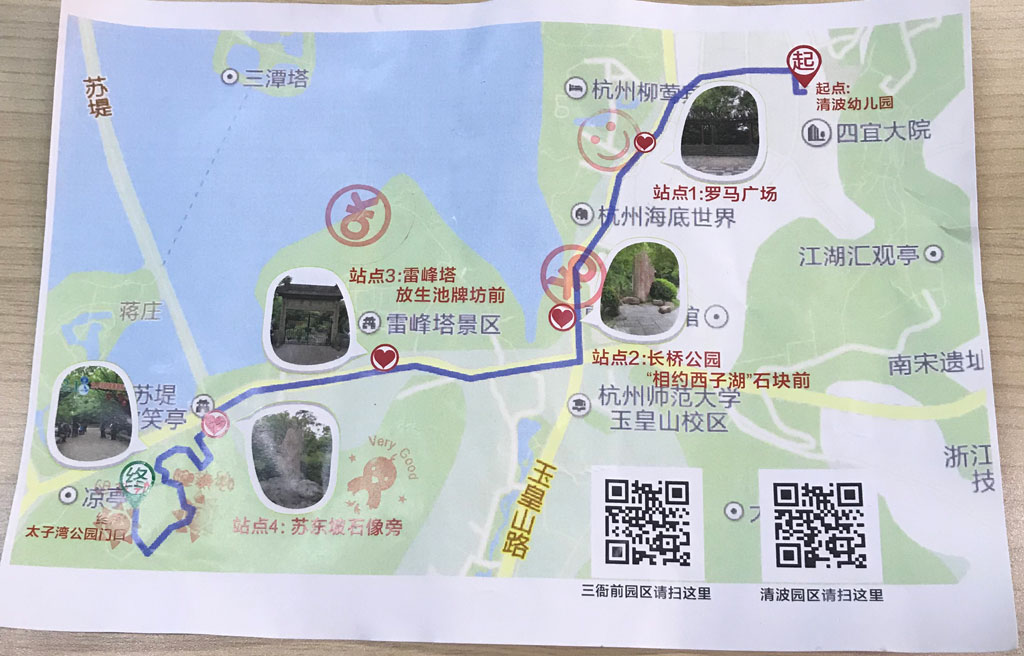 苏堤
三潭塔
杭州柳莺
起
起点:
清波幼儿园
四宜大院
站点1:罗马广场
杭州海底世界
江湖汇观亭
站点3:雷峰塔
放生池牌坊前
雷峰塔景区
蒋庄
馆
站点2:长桥公园
“相约西子湖”石块前
南宋遗址
杭州师范大学
玉皇山校区
苏堤
笑亭
Very Good
浙江
技
玉皇山路
终
凉亭
太子湾公园门口
站点4: 苏东坡石像旁
三衙前园区请扫这里
清波园区请扫这里